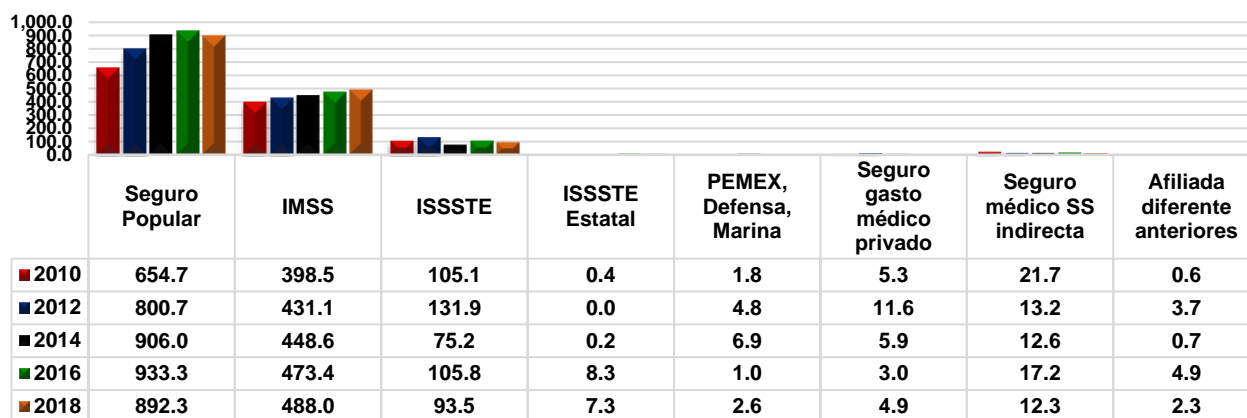 1,000.0
900.0
800.0
700.0
600.0
500.0
400.0
300.0
200.0
100.0
0.0
Seguro Popular IMSS ISSSTE ISSSTE Estatal PEMEX, Defensa, Marina Seguro gasto médico privado Seguro médico SS indirecta Afiliada diferente anteriores
2010 654.7 398.5 105.1 0.4 1.8 5.3 21.7 0.6
2012 800.7 431.1 131.9 0.0 4.8 11.6 13.2 3.7
2014 906.0 448.6 75.2 0.2 6.9 5.9 12.6 0.7
2016 933.3 473.4 105.8 8.3 1.0 3.0 17.2 4.9
2018 892.3 488.0 93.5 7.3 2.6 4.9 12.3 2.3